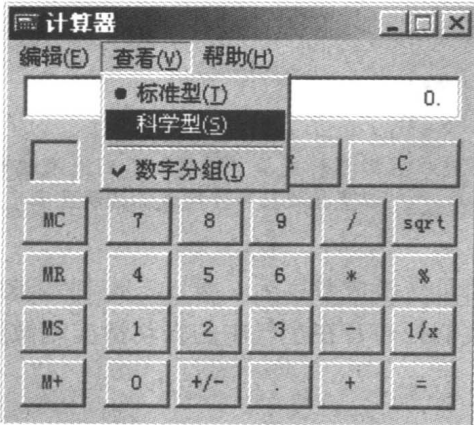 计算器
编辑(E) 查看(V) 帮助(H)
标准型(T)
0.
科学型(S)
数字分组(I)
C
MC 7 8 9 / sqrt
MR 4 5 6 * %
MS 1 2 3 - 1/x
M+ 0 +/- . + =